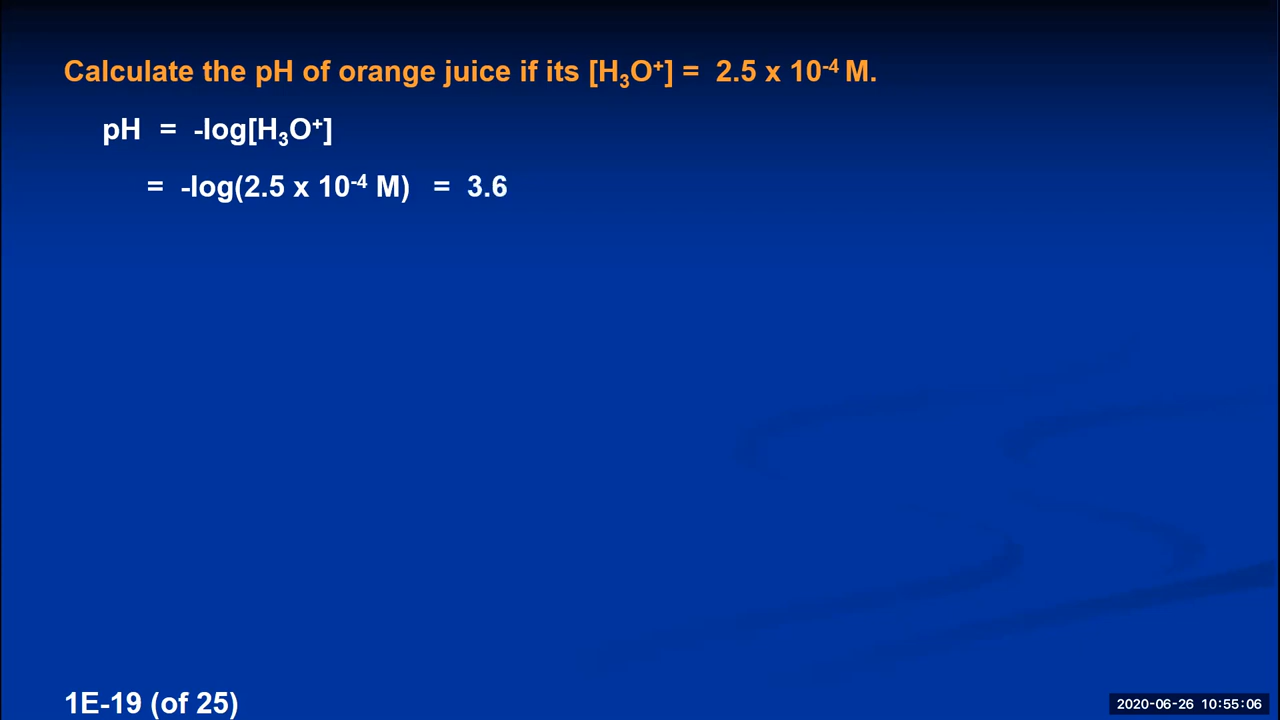 Calculate the pH of orange juice if its [H₃O⁺] = 2.5 x 10⁻⁴ M.
pH = -log[H₃O⁺]
= -log(2.5 x 10⁻⁴ M) = 3.6
1E-19 (of 25)
2020-06-26 10:55:06